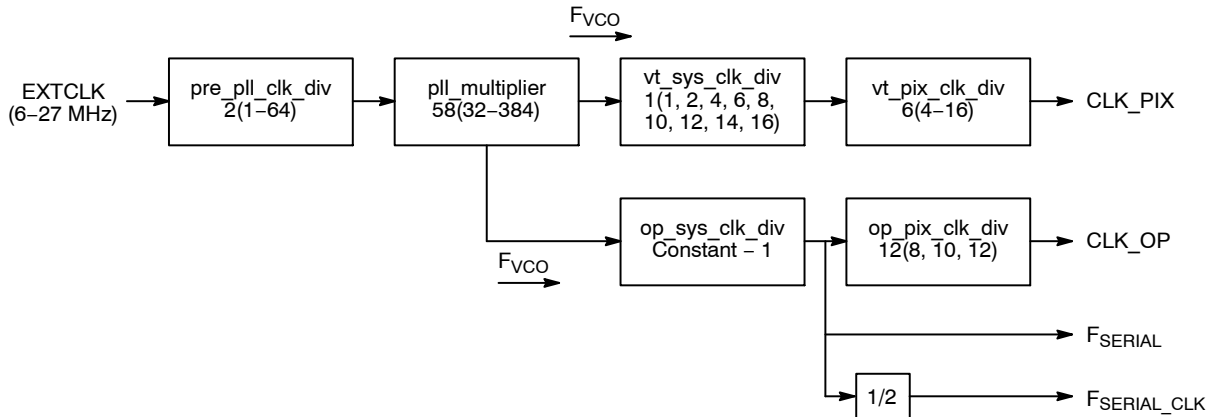 F_VCO
EXTCLK
(6–27 MHz)
pre_pll_clk_div
2(1–64)
pll_multiplier
58(32–384)
vt_sys_clk_div
1(1, 2, 4, 6, 8,
10, 12, 14, 16)
vt_pix_clk_div
6(4–16)
CLK_PIX
F_VCO
op_sys_clk_div
Constant – 1
op_pix_clk_div
12(8, 10, 12)
CLK_OP
F_SERIAL
1/2
F_SERIAL_CLK